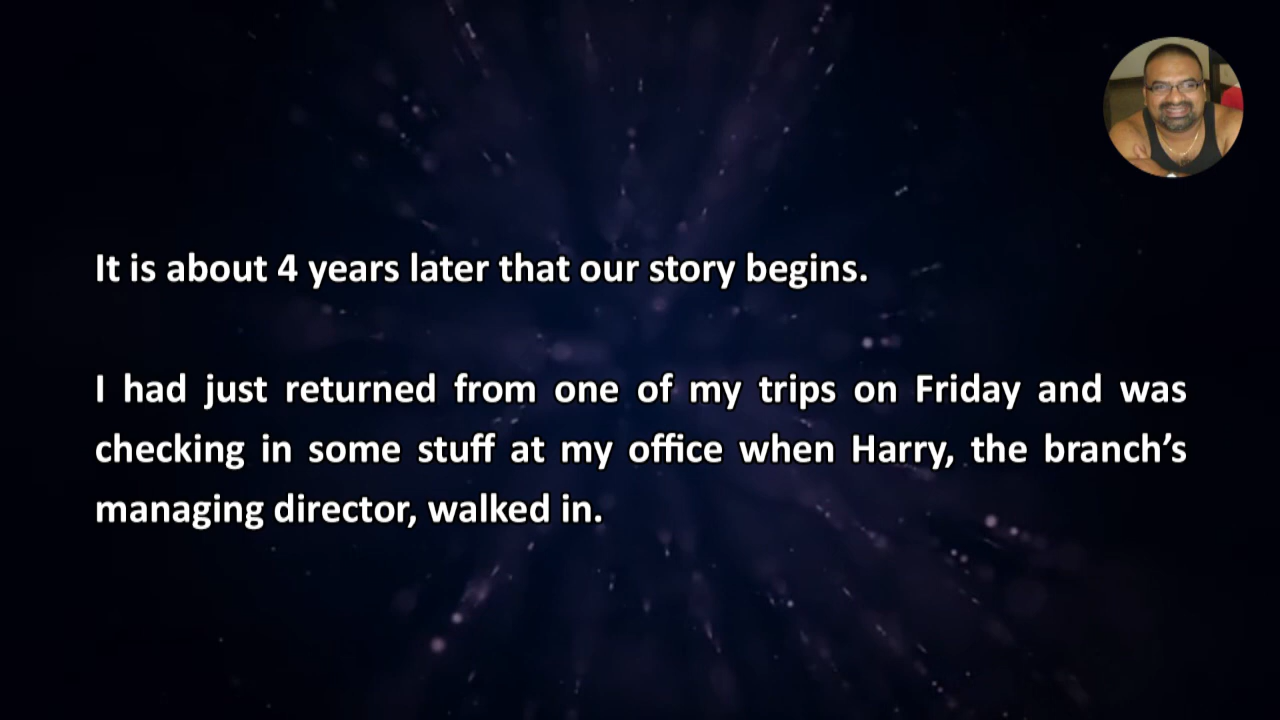 It is about 4 years later that our story begins.
I had just returned from one of my trips on Friday and was
checking in some stuff at my office when Harry, the branch’s
managing director, walked in.